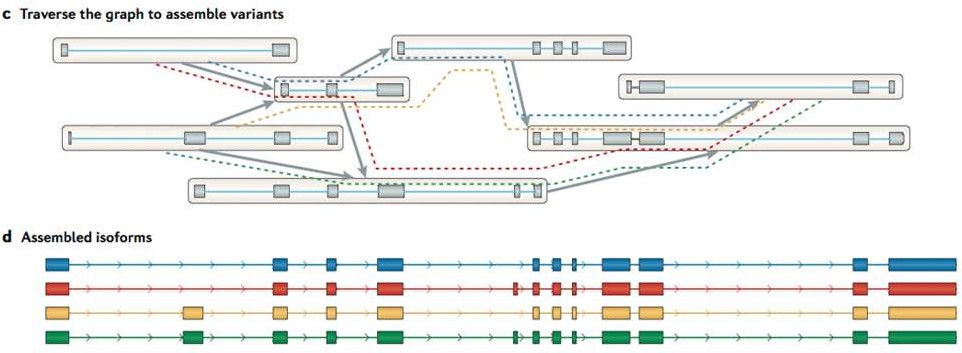 c Traverse the graph to assemble variants
d Assembled isoforms